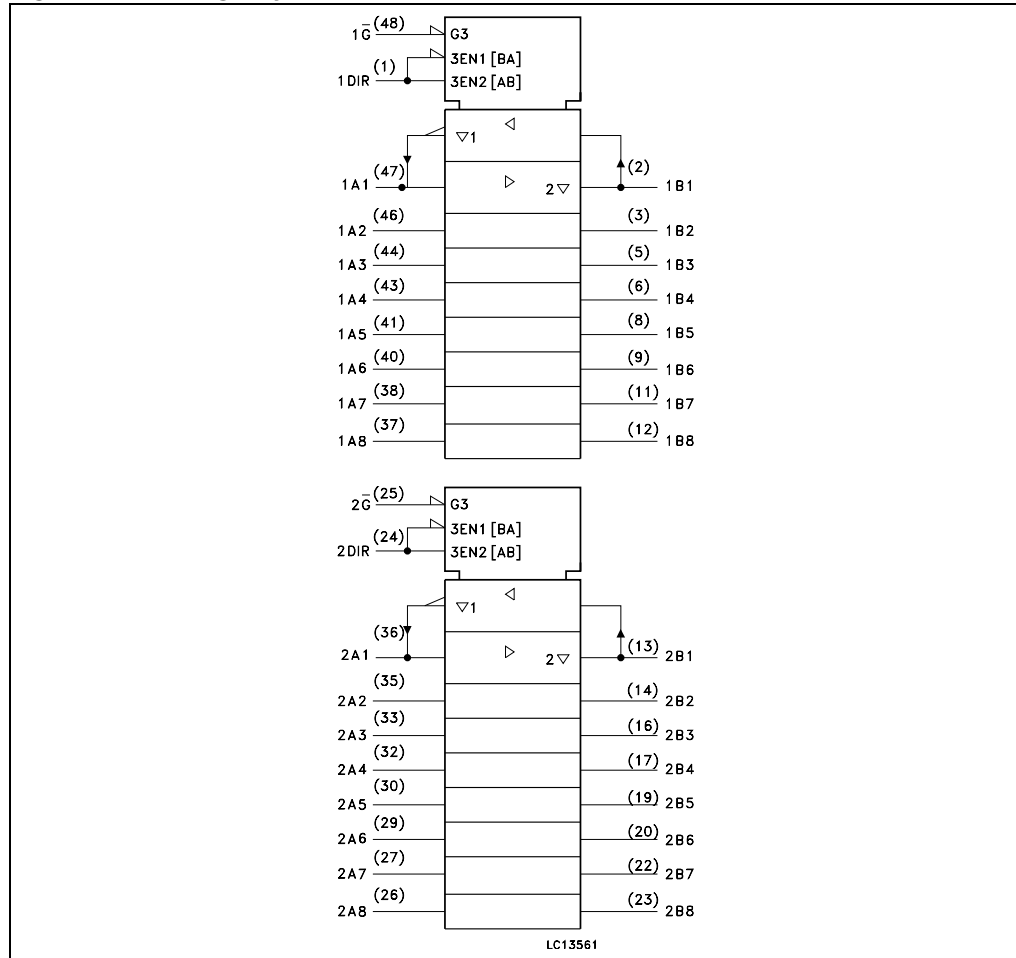 1G̅ (48) G3
3EN1 [BA]
1DIR (1) 3EN2 [AB]
▽1 ◁
1A1 (47) ▷ 2▽ (2) 1B1
1A2 (46) (3) 1B2
1A3 (44) (5) 1B3
1A4 (43) (6) 1B4
1A5 (41) (8) 1B5
1A6 (40) (9) 1B6
1A7 (38) (11) 1B7
1A8 (37) (12) 1B8
2G̅ (25) G3
3EN1 [BA]
2DIR (24) 3EN2 [AB]
▽1 ◁
2A1 (36) ▷ 2▽ (13) 2B1
2A2 (35) (14) 2B2
2A3 (33) (16) 2B3
2A4 (32) (17) 2B4
2A5 (30) (19) 2B5
2A6 (29) (20) 2B6
2A7 (27) (22) 2B7
2A8 (26) (23) 2B8
LC13561